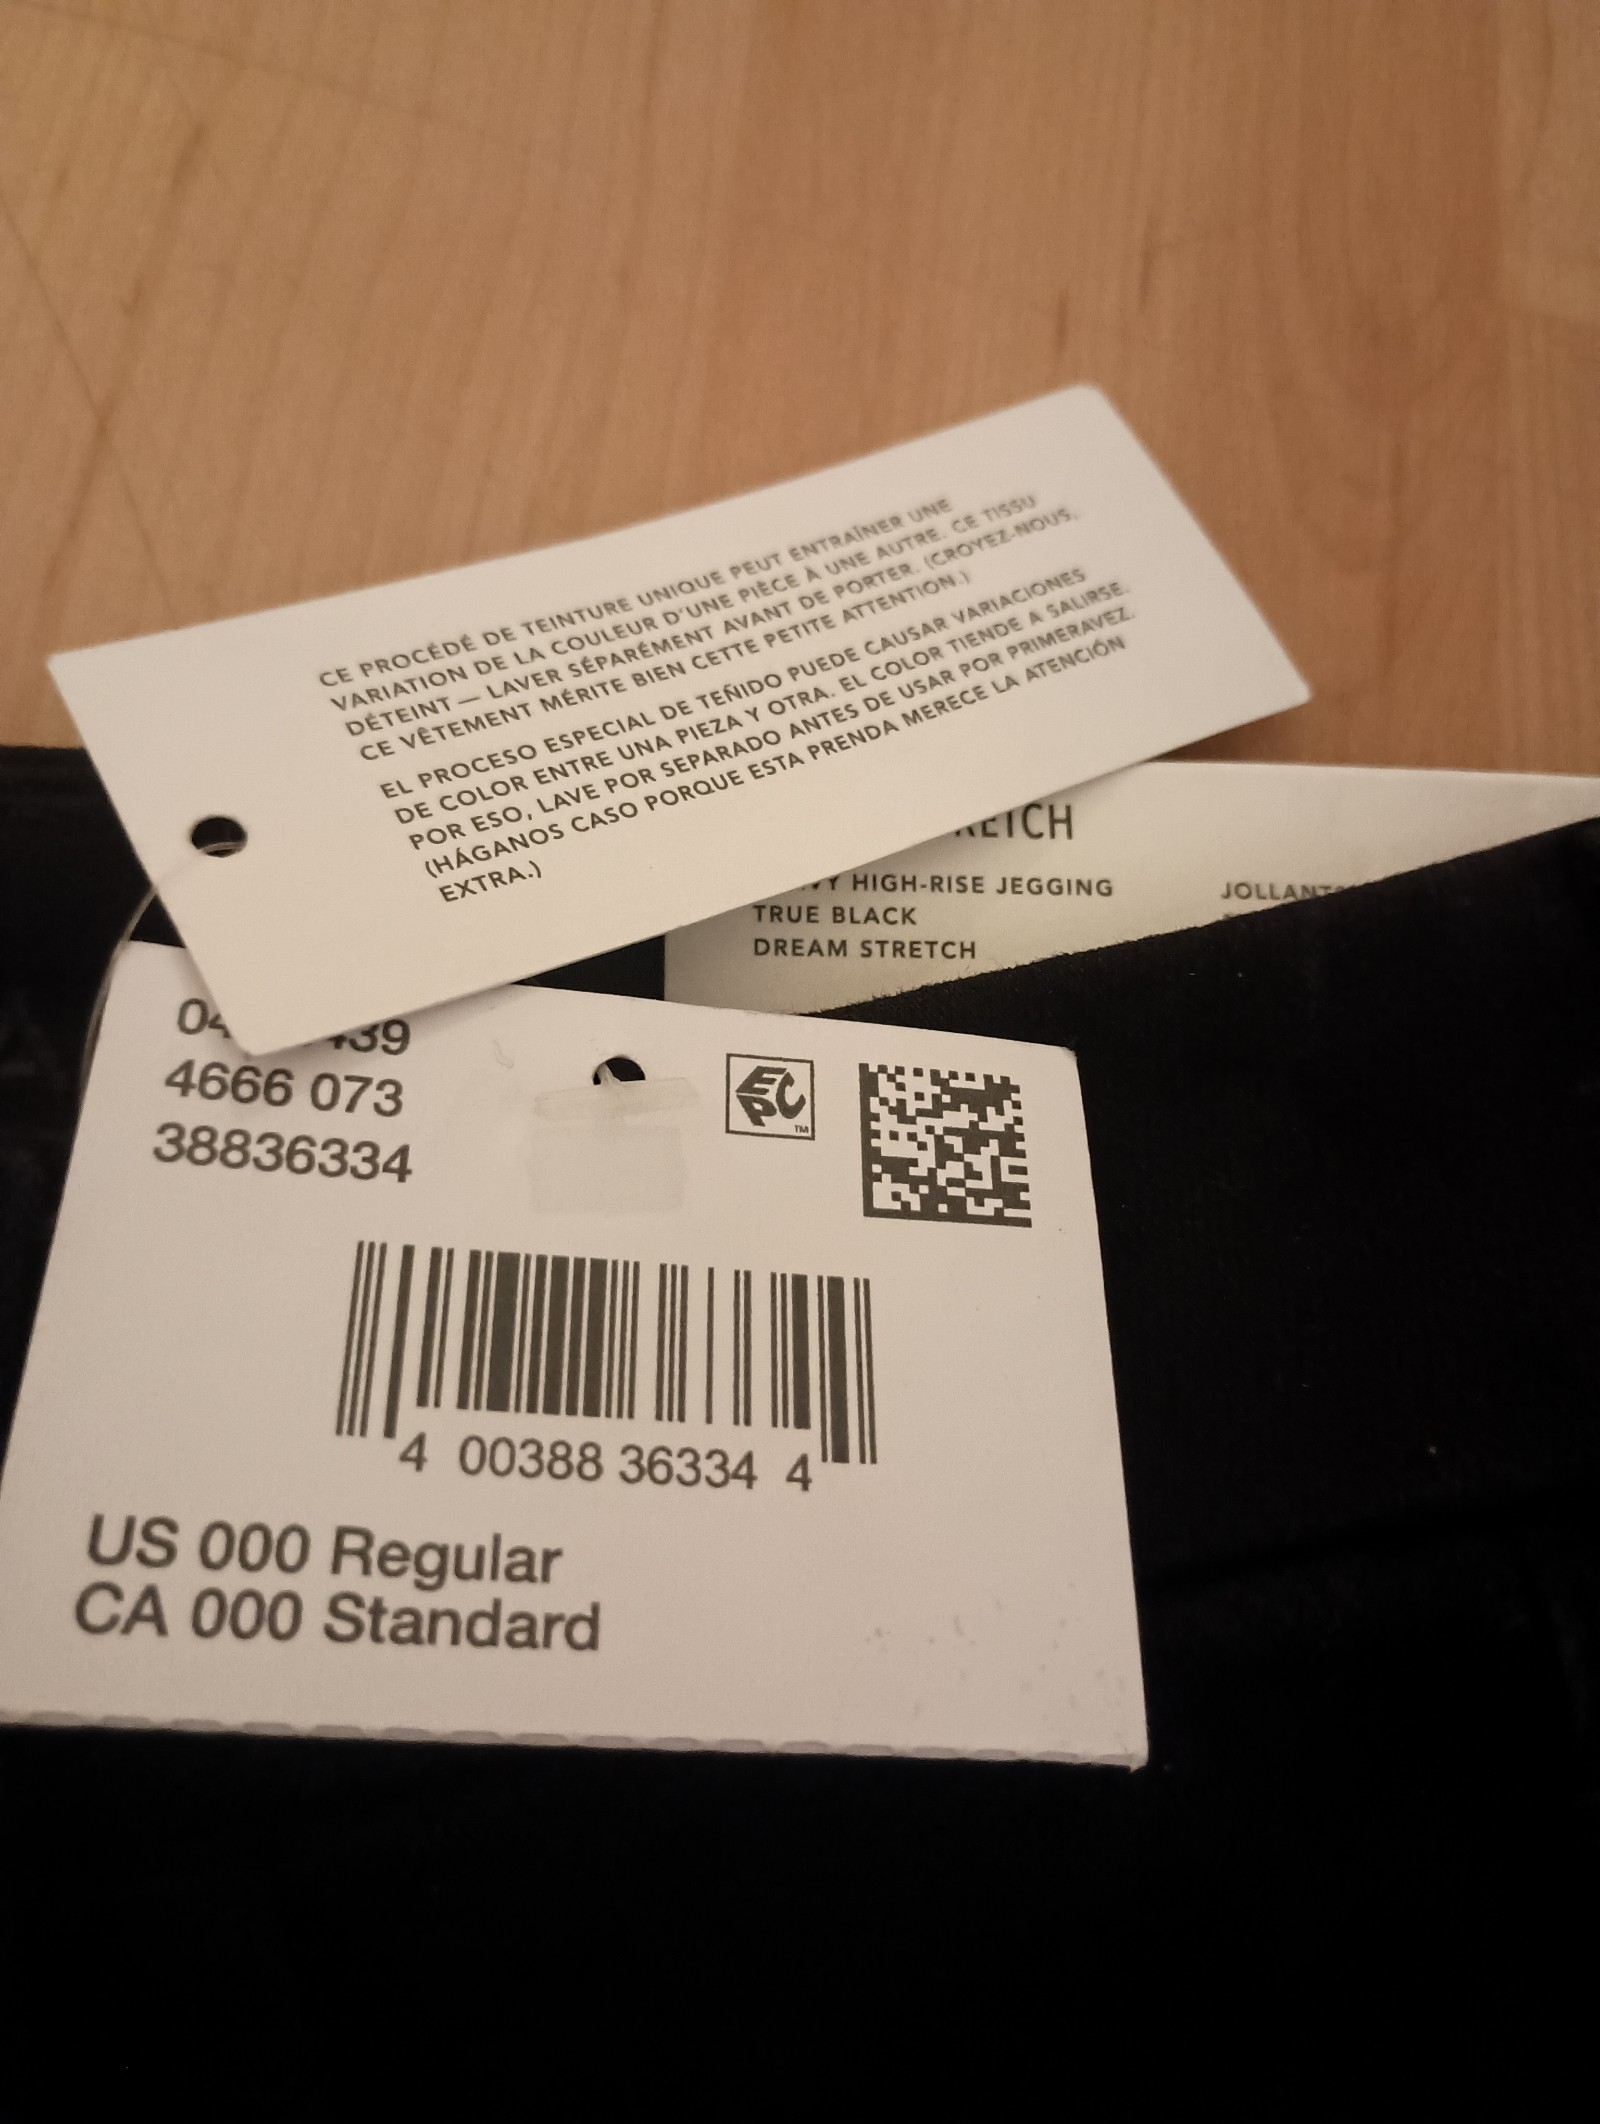 CE PROCÉDÉ DE TEINTURE UNIQUE PEUT ENTRAÎNER UNE
VARIATION DE LA COULEUR D'UNE PIÈCE À UNE AUTRE. CE TISSU
DÉTEINT — LAVER SÉPARÉMENT AVANT DE PORTER. (CROYEZ-NOUS,
CE VÊTEMENT MÉRITE BIEN CETTE PETITE ATTENTION.)
EL PROCESO ESPECIAL DE TEÑIDO PUEDE CAUSAR VARIACIONES
DE COLOR ENTRE UNA PIEZA Y OTRA. EL COLOR TIENDE A SALIRSE.
POR ESO, LAVE POR SEPARADO ANTES DE USAR POR PRIMERAVEZ.
(HÁGANOS CASO PORQUE ESTA PRENDA MERECE LA ATENCIÓN
EXTRA.)
HIGH-RISE JEGGING
TRUE BLACK
DREAM STRETCH
4666 073
38836334
EPC
TM
4 00388 36334 4
US 000 Regular
CA 000 Standard